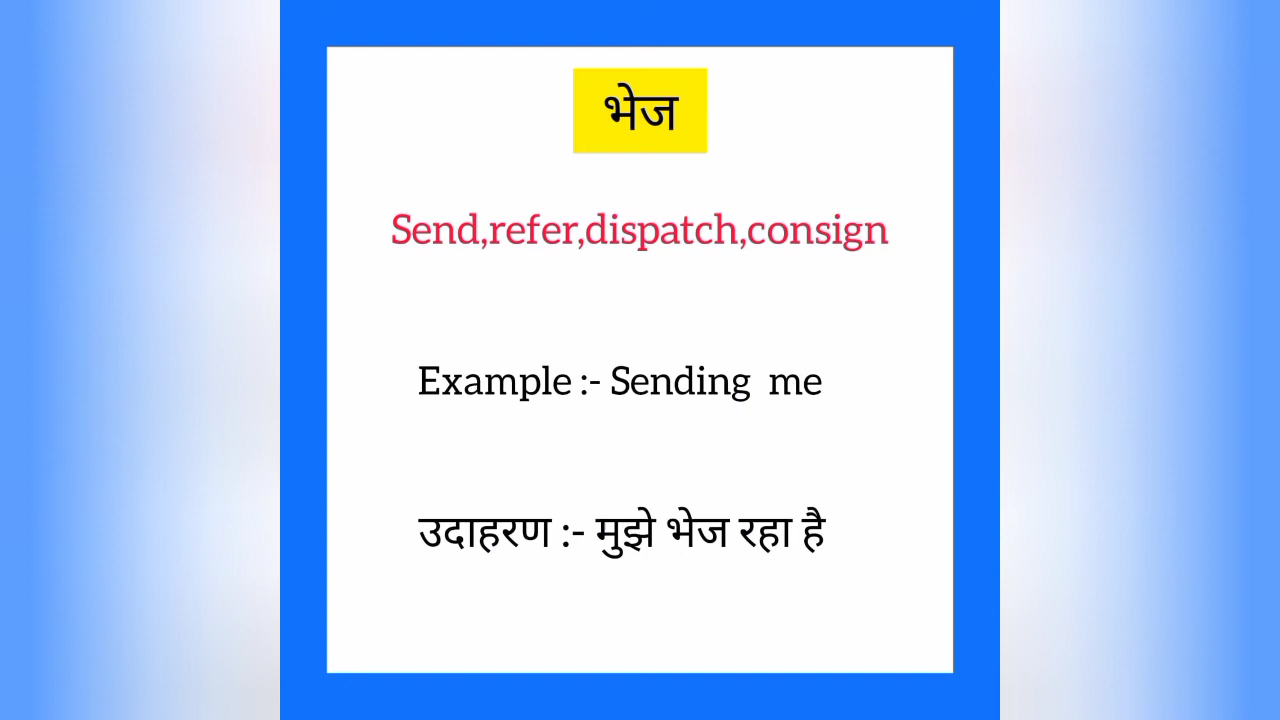 भेज
Send,refer,dispatch,consign
Example :- Sending me
उदाहरण :- मुझे भेज रहा है